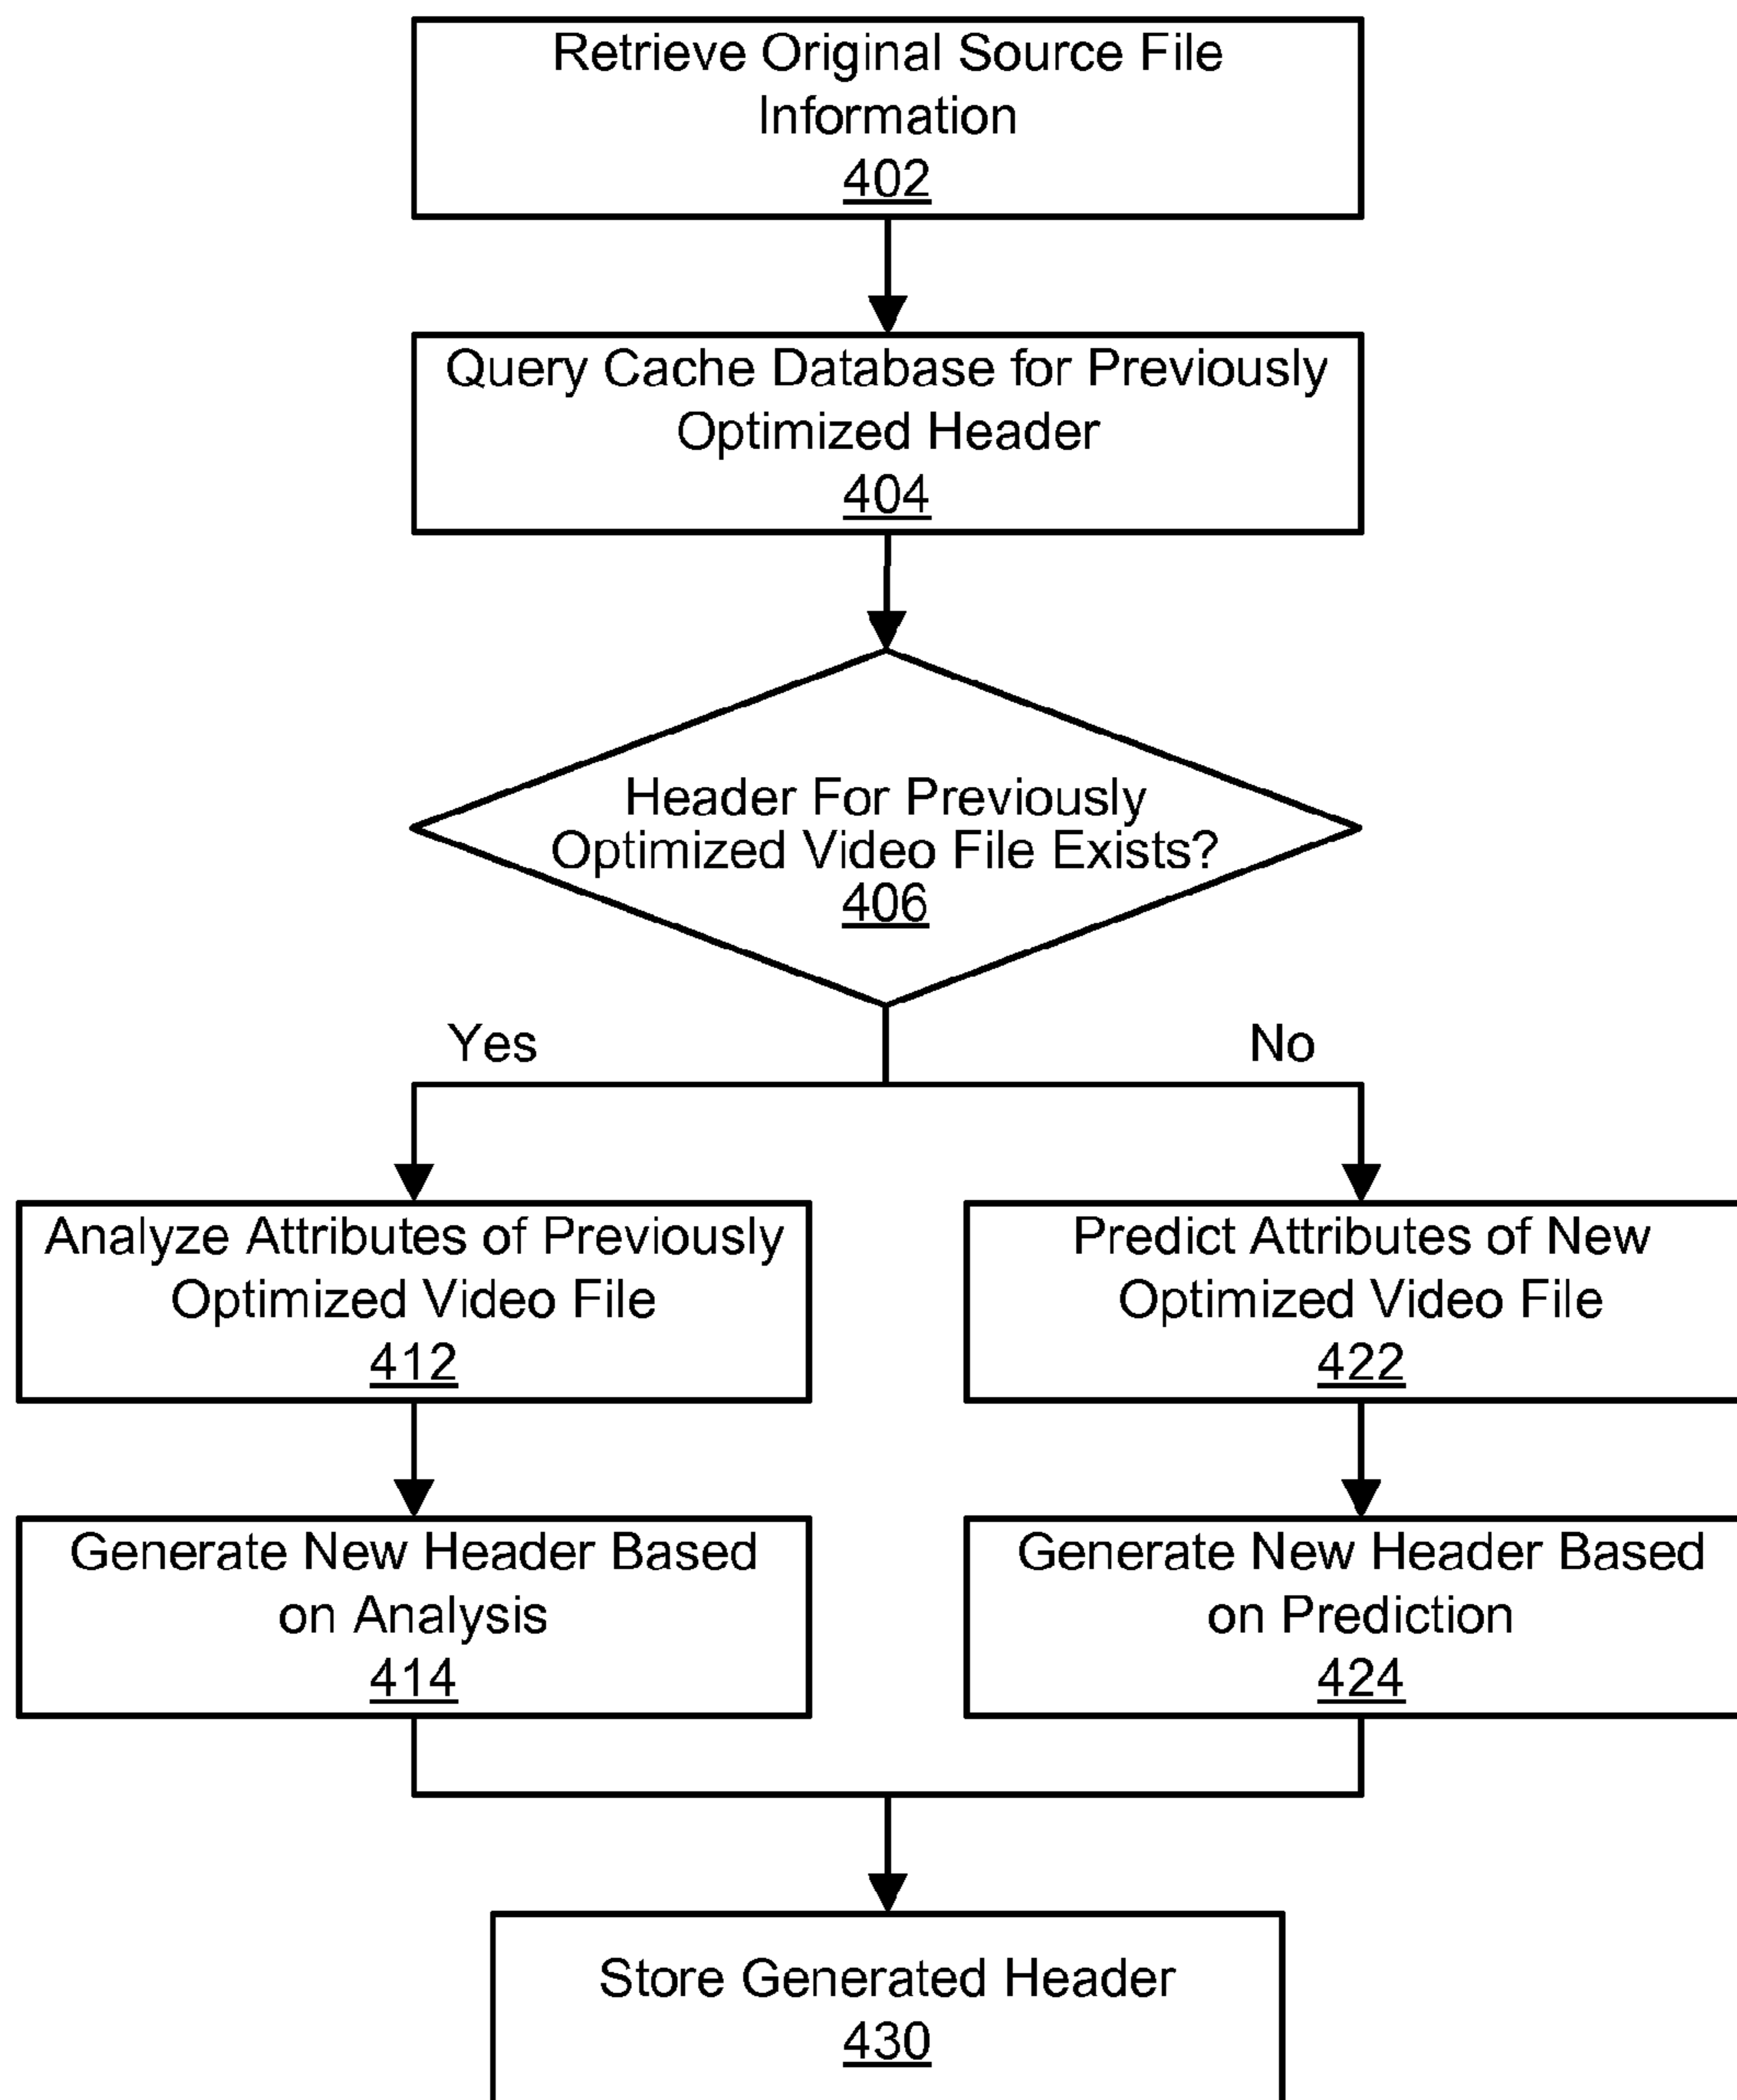 Retrieve Original Source File
Information
402
Query Cache Database for Previously
Optimized Header
404
Header For Previously
Optimized Video File Exists?
406
Yes
No
Analyze Attributes of Previously
Optimized Video File
412
Predict Attributes of New
Optimized Video File
422
Generate New Header Based
on Analysis
414
Generate New Header Based
on Prediction
424
Store Generated Header
430